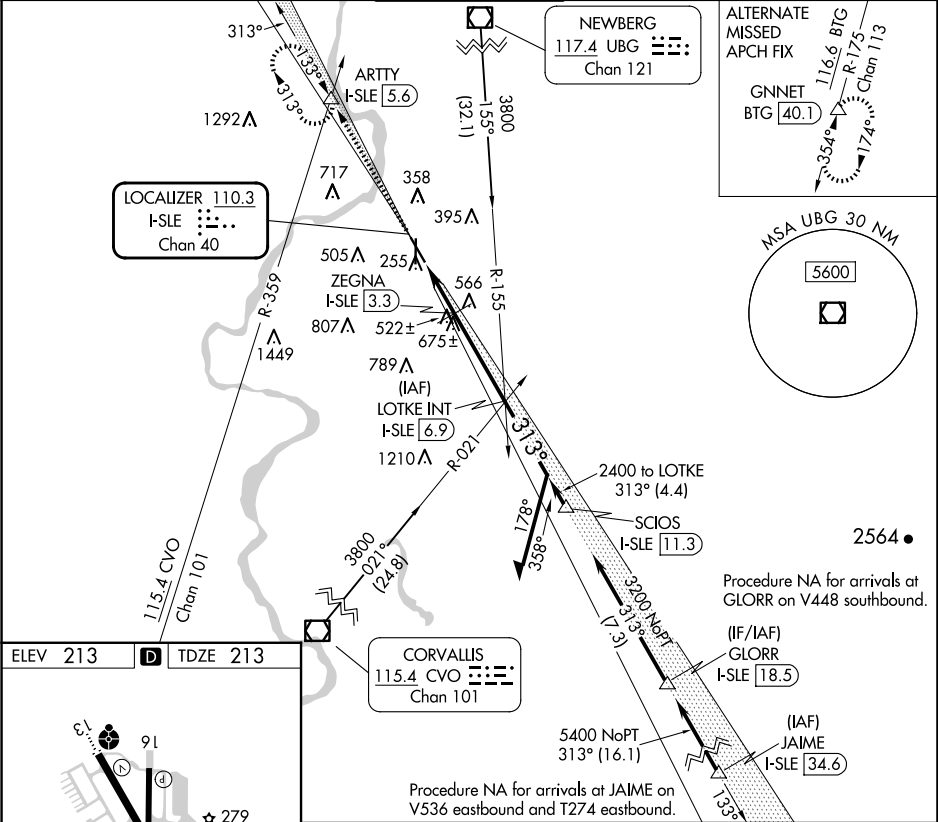 313°
133°
313°
ARTTY
I-SLE 5.6
1292
717
358
395
LOCALIZER 110.3
I-SLE
Chan 40
505
255
ZEGNA
I-SLE 3.3
566
807
522±
675±
1449
R-359
789
(IAF)
LOTKE INT
I-SLE 6.9
1210
R-021
NEWBERG
117.4 UBG
Chan 121
3800
155°
(32.1)
R-155
ALTERNATE
MISSED
APCH FIX
116.6 BTG
R-175
Chan 113
GNNET
BTG 40.1
354°
174°
MSA UBG 30 NM
5600
313°
2400 to LOTKE
313° (4.4)
SCIOS
I-SLE 11.3
178°
358°
2564
Procedure NA for arrivals at
GLORR on V448 southbound.
3200 NoPT
313°
(7.3)
(IF/IAF)
GLORR
I-SLE 18.5
5400 NoPT
313° (16.1)
(IAF)
JAIME
I-SLE 34.6
133°
Procedure NA for arrivals at JAIME on
V536 eastbound and T274 eastbound.
3800
021°
(24.8)
115.4 CVO
Chan 101
CORVALLIS
115.4 CVO
Chan 101
ELEV 213 D TDZE 213
13
16
V
P
279